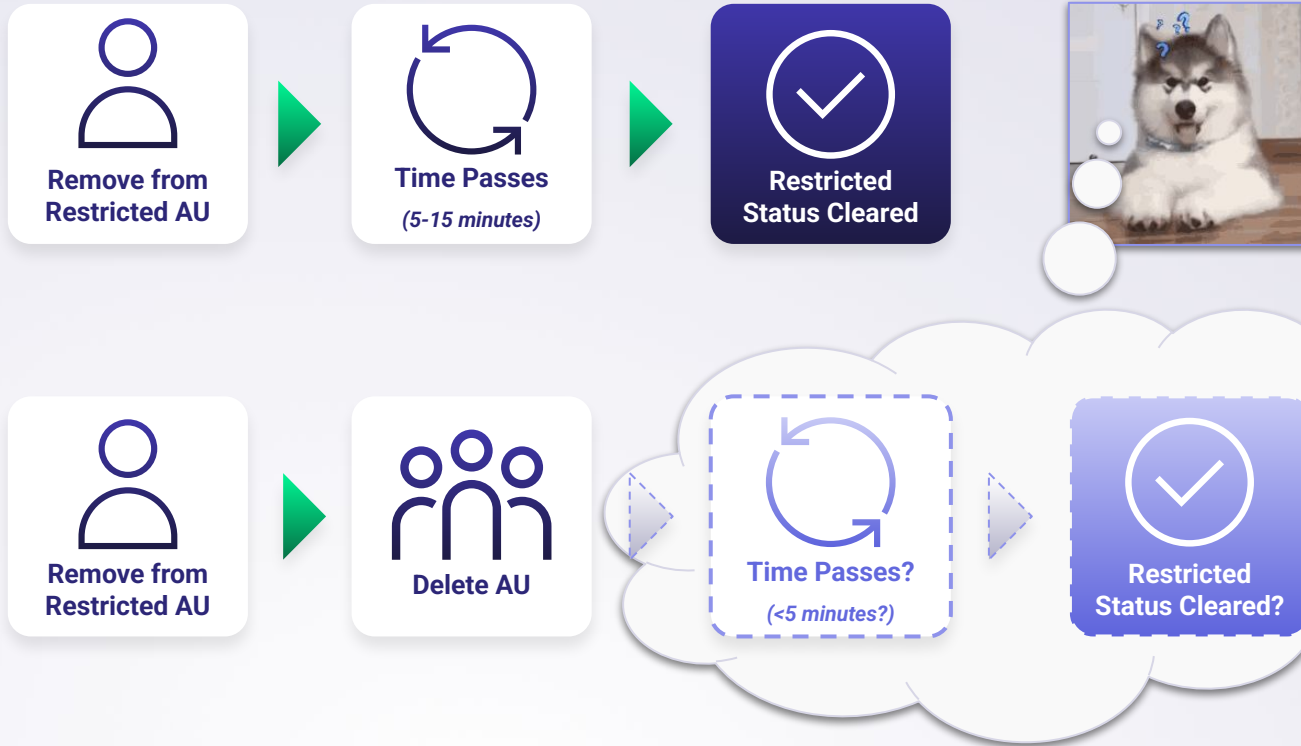 Remove from
Restricted AU
Time Passes
(5-15 minutes)
Restricted
Status Cleared
? ? ?
Remove from
Restricted AU
Delete AU
Time Passes?
(<5 minutes?)
Restricted
Status Cleared?